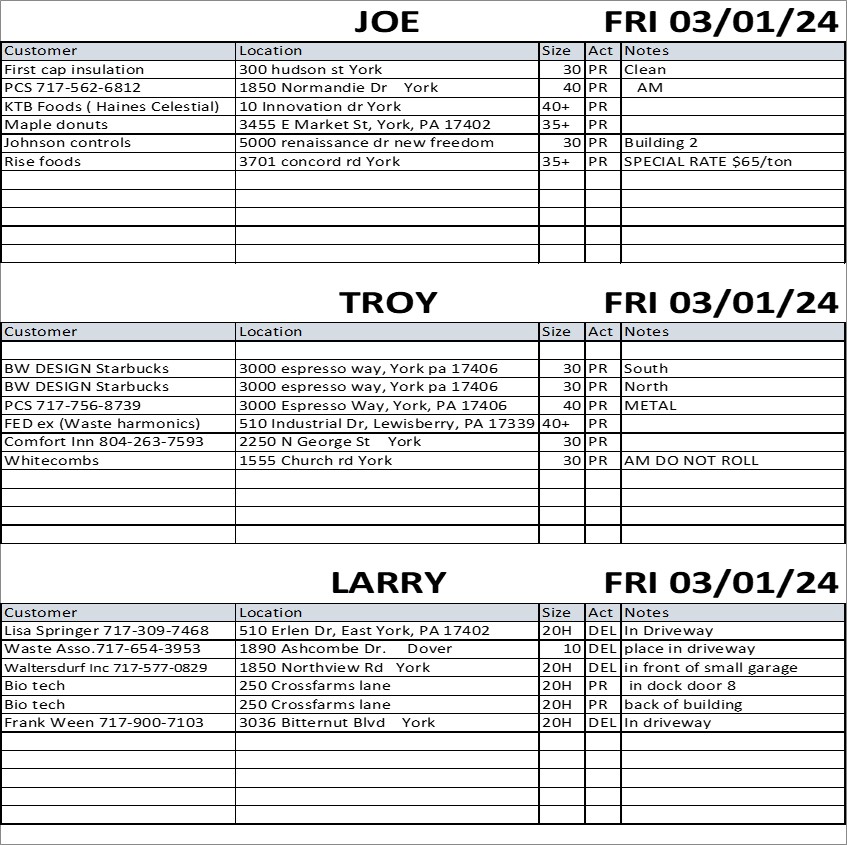 JOE FRI 03/01/24
Customer Location Size Act Notes
First cap insulation 300 hudson st York 30 PR Clean
PCS 717-562-6812 1850 Normandie Dr York 40 PR AM
KTB Foods ( Haines Celestial) 10 Innovation dr York 40+ PR
Maple donuts 3455 E Market St, York, PA 17402 35+ PR
Johnson controls 5000 renaissance dr new freedom 30 PR Building 2
Rise foods 3701 concord rd York 35+ PR SPECIAL RATE $65/ton
TROY FRI 03/01/24
Customer Location Size Act Notes
BW DESIGN Starbucks 3000 espresso way, York pa 17406 30 PR South
BW DESIGN Starbucks 3000 espresso way, York pa 17406 30 PR North
PCS 717-756-8739 3000 Espresso Way, York, PA 17406 40 PR METAL
FED ex (Waste harmonics) 510 Industrial Dr, Lewisberry, PA 17339 40+ PR
Comfort Inn 804-263-7593 2250 N George St York 30 PR
Whitecombs 1555 Church rd York 30 PR AM DO NOT ROLL
LARRY FRI 03/01/24
Customer Location Size Act Notes
Lisa Springer 717-309-7468 510 Erlen Dr, East York, PA 17402 20H DEL In Driveway
Waste Asso.717-654-3953 1890 Ashcombe Dr. Dover 10 DEL place in driveway
Waltersdurf Inc 717-577-0829 1850 Northview Rd York 20H DEL in front of small garage
Bio tech 250 Crossfarms lane 20H PR in dock door 8
Bio tech 250 Crossfarms lane 20H PR back of building
Frank Ween 717-900-7103 3036 Bitternut Blvd York 20H DEL In driveway